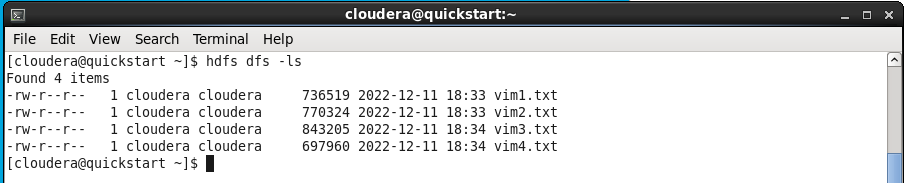 cloudera@quickstart:~
File Edit View Search Terminal Help
[cloudera@quickstart ~]$ hdfs dfs -ls
Found 4 items
-rw-r--r--   1 cloudera cloudera     736519 2022-12-11 18:33 vim1.txt
-rw-r--r--   1 cloudera cloudera     770324 2022-12-11 18:33 vim2.txt
-rw-r--r--   1 cloudera cloudera     843205 2022-12-11 18:34 vim3.txt
-rw-r--r--   1 cloudera cloudera     697960 2022-12-11 18:34 vim4.txt
[cloudera@quickstart ~]$